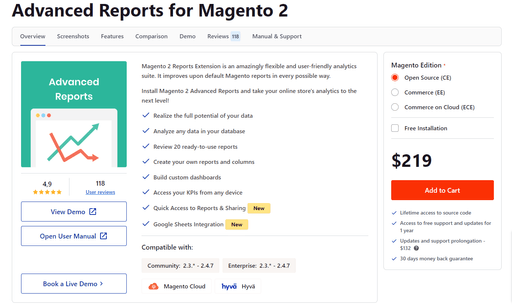 Advanced Reports for Magento 2
Overview
Screenshots
Features
Comparison
Demo
Reviews 118
Manual & Support
Advanced
Reports
4.9
118
User reviews
View Demo
Open User Manual
Book a Live Demo
Magento 2 Reports Extension is an amazingly flexible and user-friendly analytics
suite. It improves upon default Magento reports in every possible way.
Install Magento 2 Advanced Reports and take your online store's analytics to the
next level!
Realize the full potential of your data
Analyze any data in your database
Review 20 ready-to-use reports
Create your own reports and columns
Build custom dashboards
Access your KPIs from any device
Quick Access to Reports & Sharing New
Google Sheets Integration New
Compatible with:
Community: 2.3.* - 2.4.7
Enterprise: 2.3.* - 2.4.7
Magento Cloud
hyvä Hyvä
Magento Edition *
Open Source (CE)
Commerce (EE)
Commerce on Cloud (ECE)
Free Installation
$219
Add to Cart
Lifetime access to source code
Access to free support and updates for
1 year
Updates and support prolongation -
$132
30 days money back guarantee